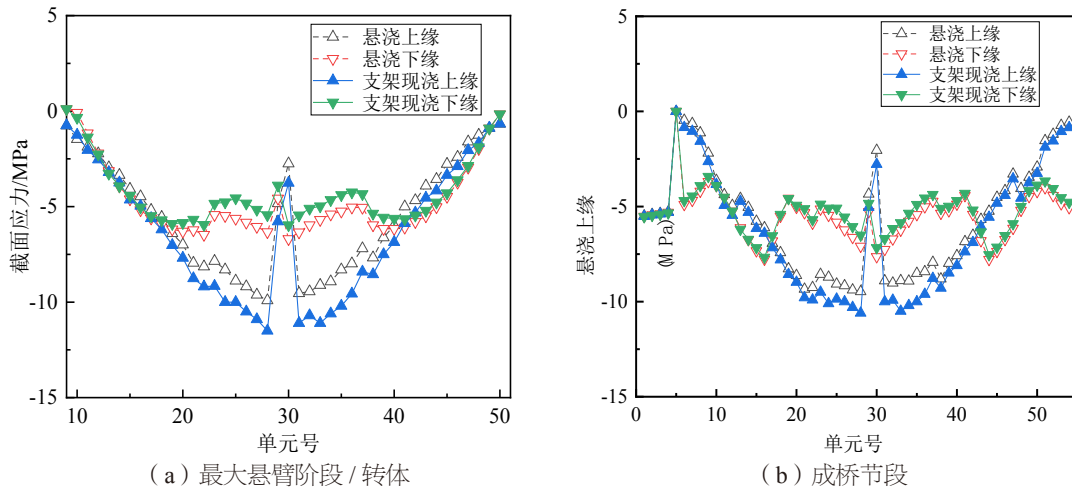 5
0
-5
-10
-15
截面应力/MPa
10 20 30 40 50
单元号
悬浇上缘
悬浇下缘
支架现浇上缘
支架现浇下缘
(a)最大悬臂阶段/转体
5
0
-5
-10
-15
悬浇上缘
(M Pa)
0 10 20 30 40 50
单元号
悬浇上缘
悬浇下缘
支架现浇上缘
支架现浇下缘
(b)成桥节段